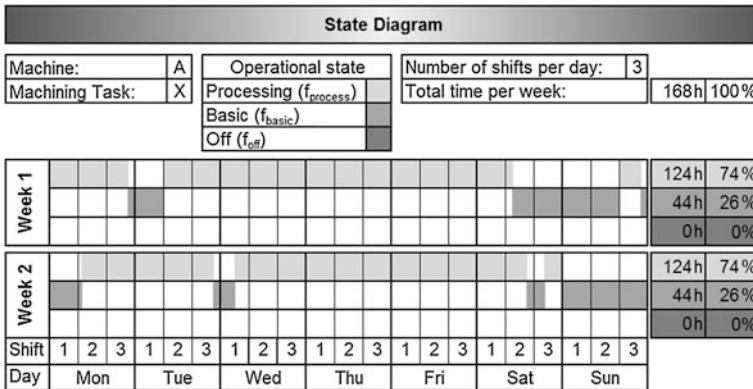 State Diagram
Machine: A
Machining Task: X
Operational state
Processing (fprocess)
Basic (fbasic)
Off (foff)
Number of shifts per day: 3
Total time per week: 168h 100%
Week 1
124h 74%
44h 26%
0h 0%
Week 2
124h 74%
44h 26%
0h 0%
Shift 1 2 3 1 2 3 1 2 3 1 2 3 1 2 3 1 2 3 1 2 3
Day Mon Tue Wed Thu Fri Sat Sun